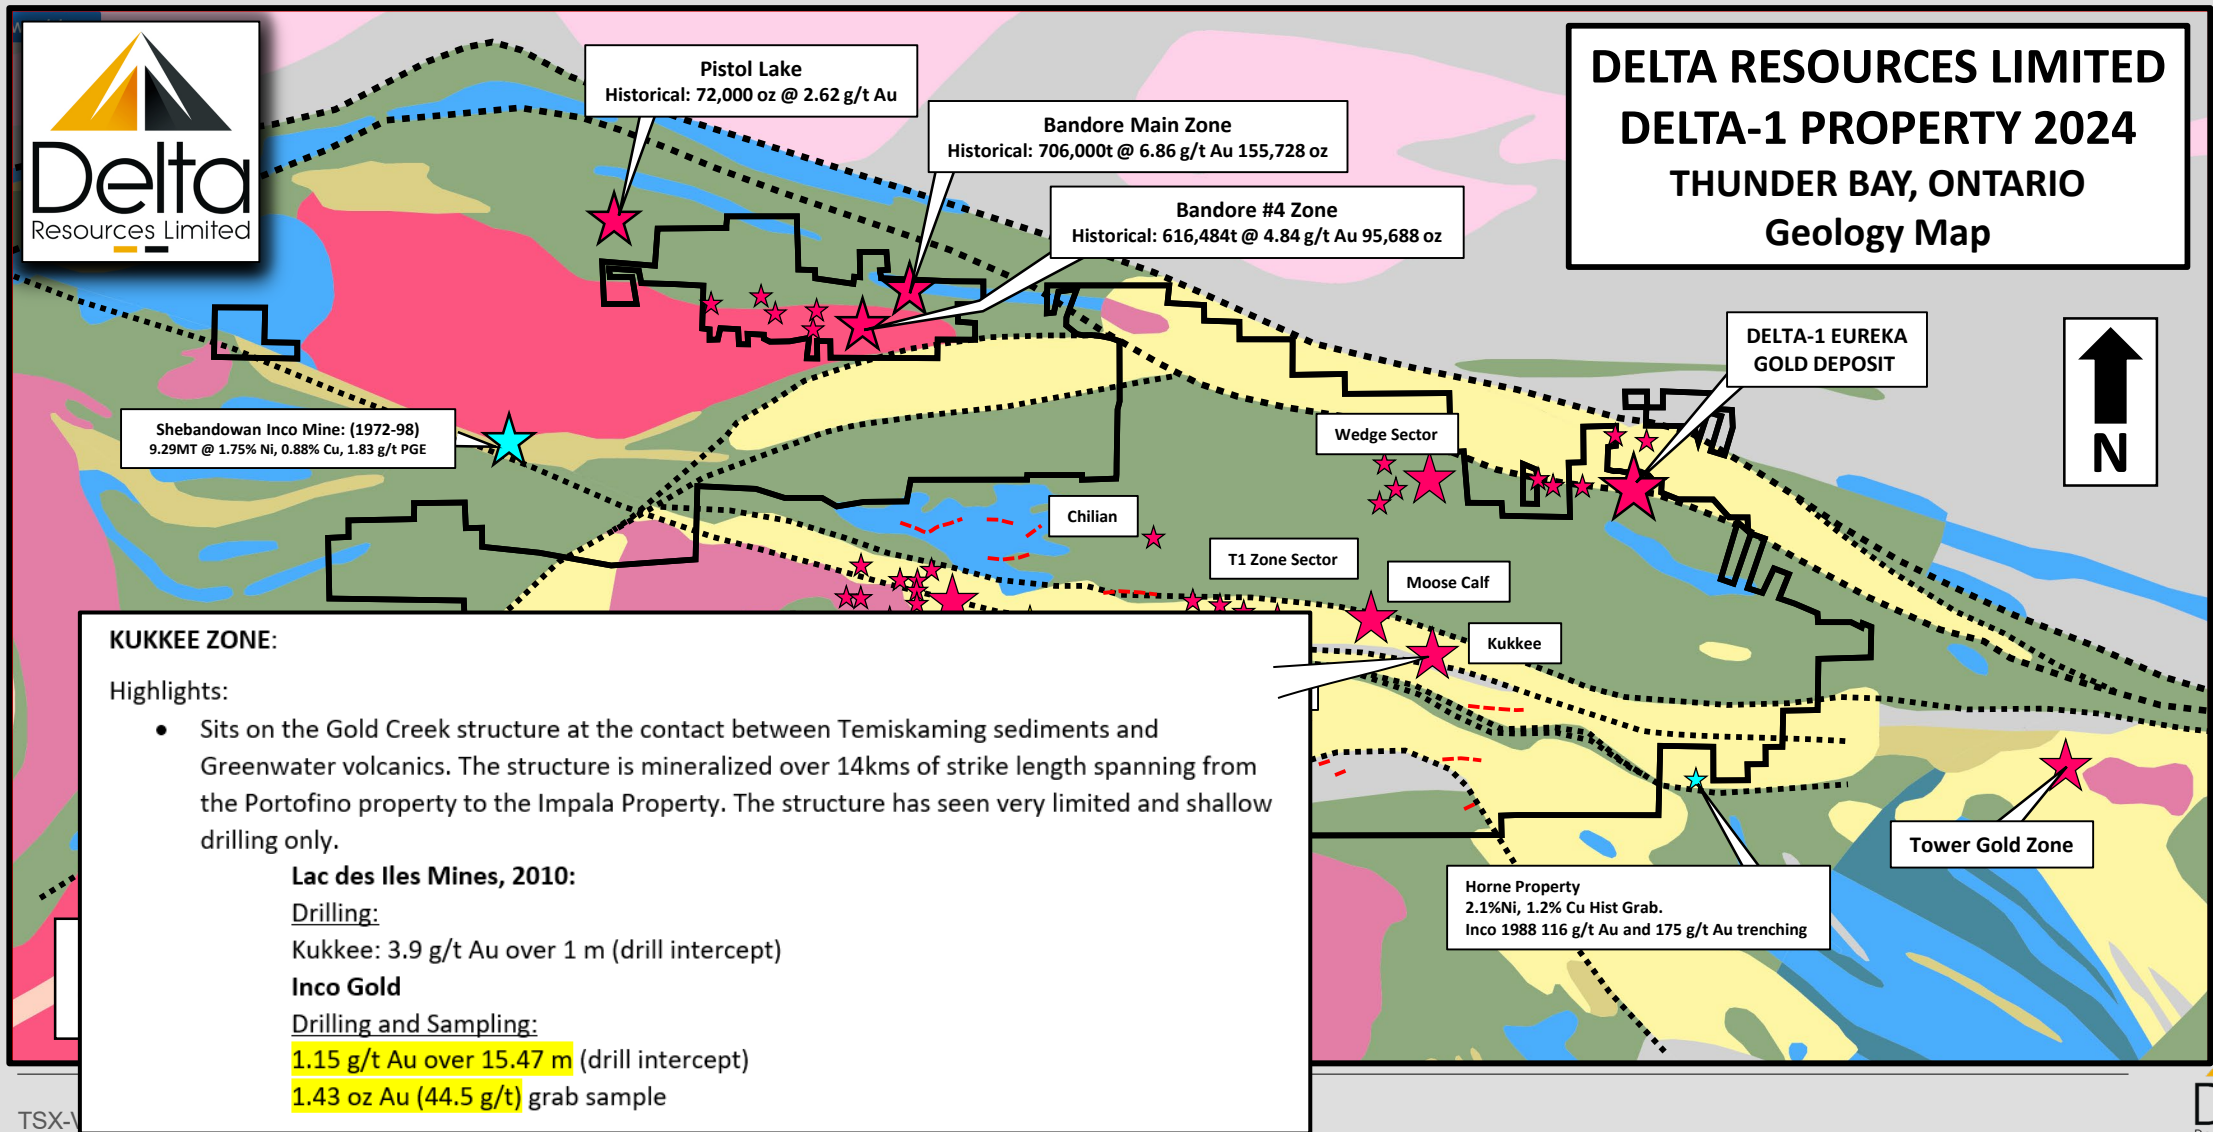 Delta
Resources Limited
DELTA RESOURCES LIMITED
DELTA-1 PROPERTY 2024
THUNDER BAY, ONTARIO
Geology Map
Pistol Lake
Historical: 72,000 oz @ 2.62 g/t Au
Bandore Main Zone
Historical: 706,000t @ 6.86 g/t Au 155,728 oz
Bandore #4 Zone
Historical: 616,484t @ 4.84 g/t Au 95,688 oz
DELTA-1 EUREKA
GOLD DEPOSIT
N
Shebandowan Inco Mine: (1972-98)
9.29MT @ 1.75% Ni, 0.88% Cu, 1.83 g/t PGE
Wedge Sector
Chilian
T1 Zone Sector
Moose Calf
Kukkee
KUKKEE ZONE:
Highlights:
• Sits on the Gold Creek structure at the contact between Temiskaming sediments and
Greenwater volcanics. The structure is mineralized over 14kms of strike length spanning from
the Portofino property to the Impala Property. The structure has seen very limited and shallow
drilling only.
Lac des Iles Mines, 2010:
Drilling:
Kukkee: 3.9 g/t Au over 1 m (drill intercept)
Inco Gold
Drilling and Sampling:
1.15 g/t Au over 15.47 m (drill intercept)
1.43 oz Au (44.5 g/t) grab sample
Tower Gold Zone
Horne Property
2.1%Ni, 1.2% Cu Hist Grab.
Inco 1988 116 g/t Au and 175 g/t Au trenching
TSX-V